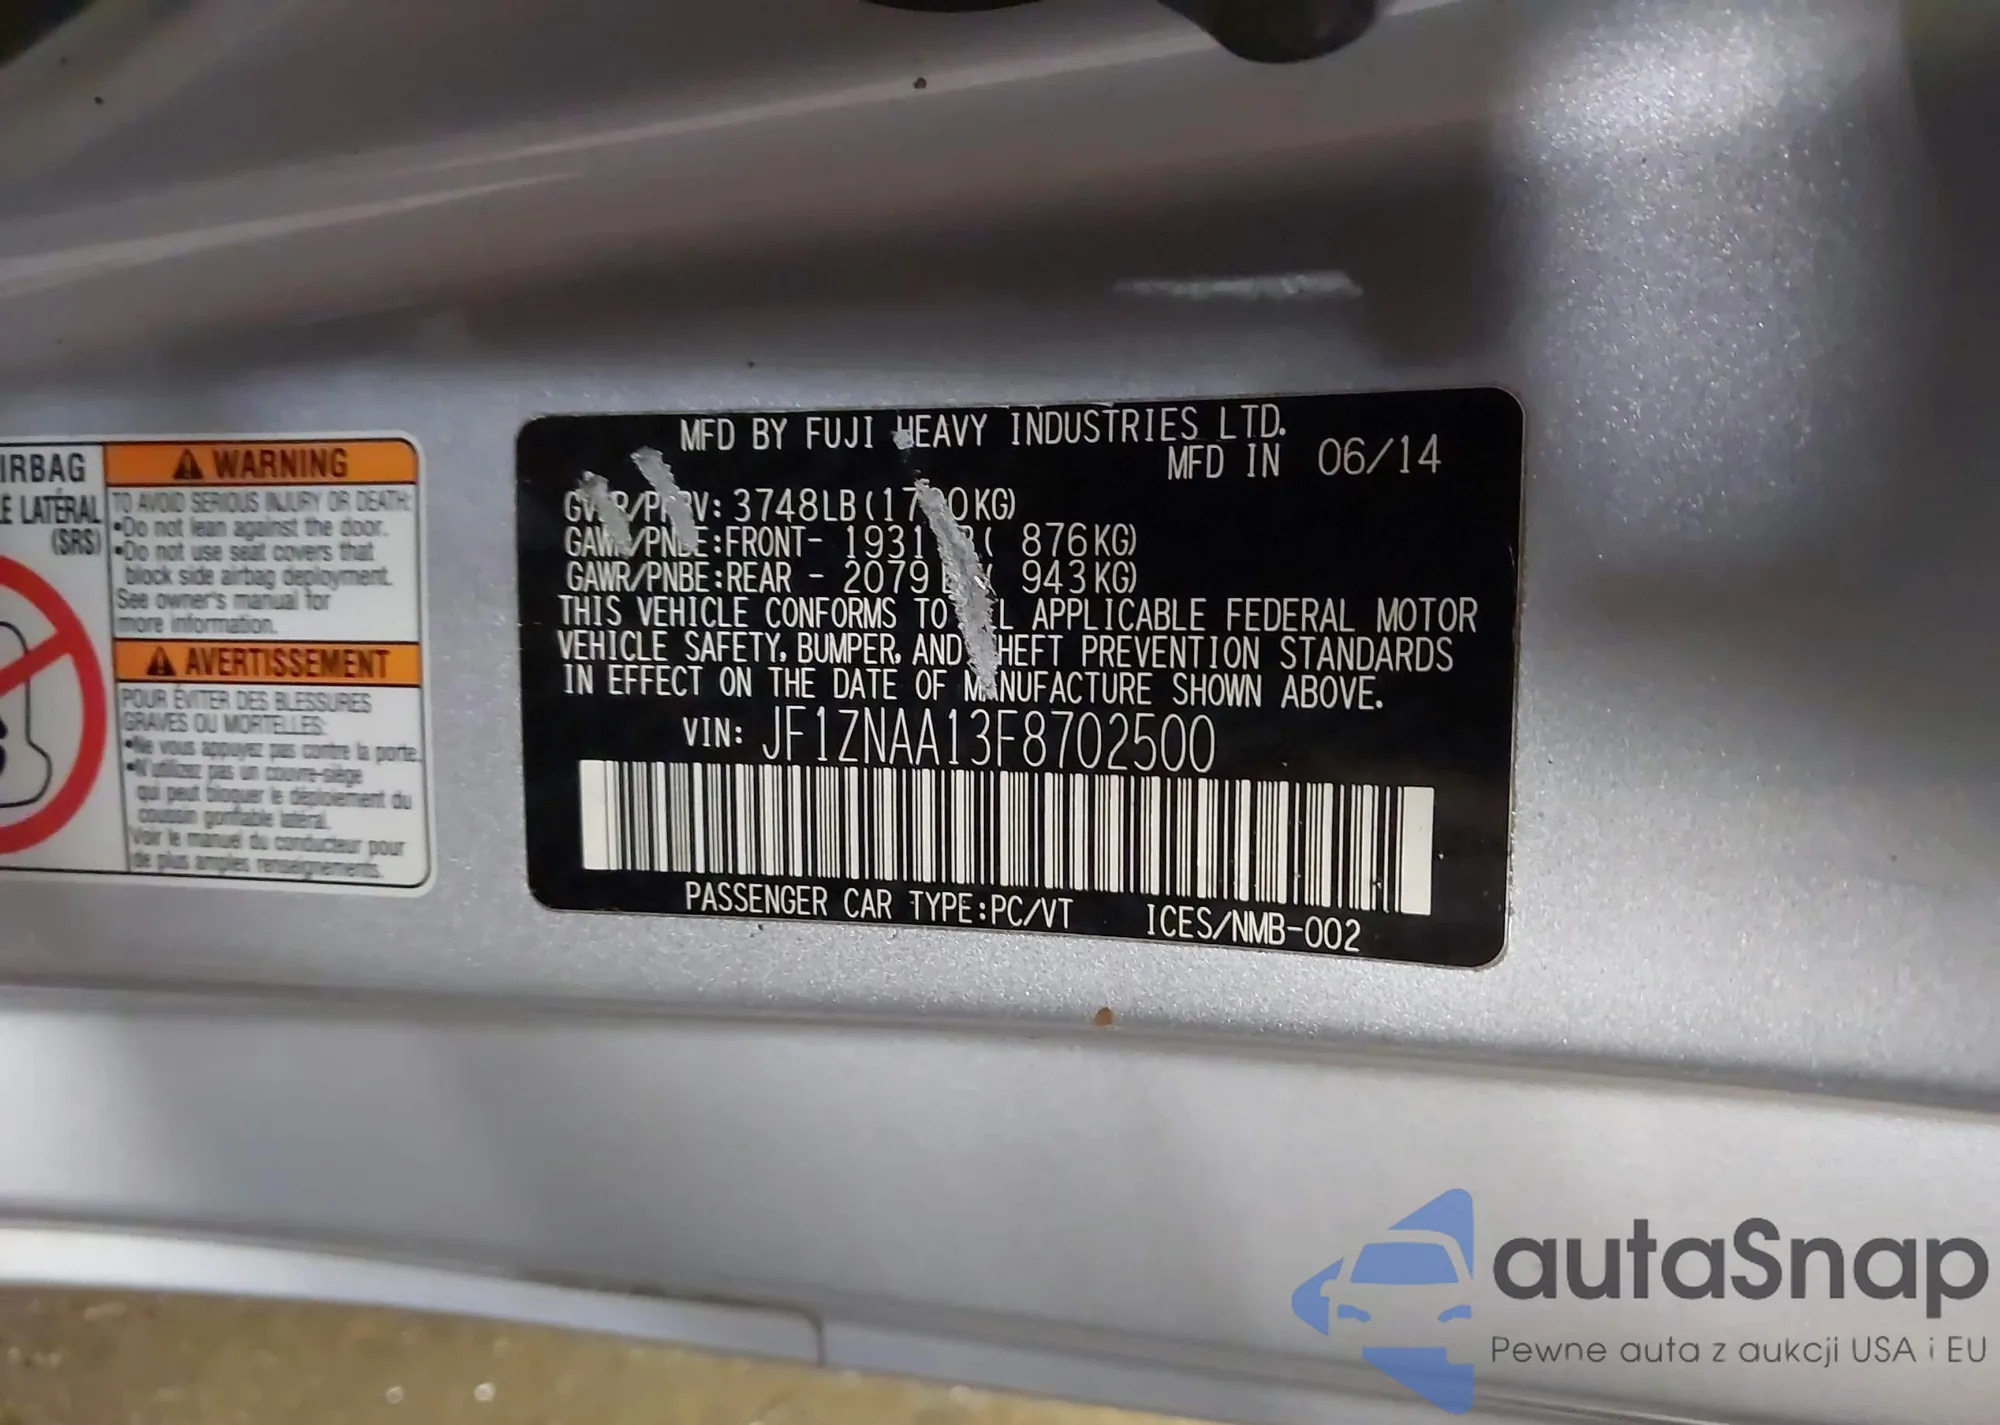 IRBAG
LE LATÉRAL
(SRS)
WARNING
TO AVOID SERIOUS INJURY OR DEATH:
•Do not lean against the door.
•Do not use seat covers that
block side airbag deployment.
See owner's manual for
more information.
AVERTISSEMENT
POUR ÉVITER DES BLESSURES
GRAVES OU MORTELLES:
•Ne vous appuyez pas contre la porte.
•N'utilizez pas un couvre-siège
qui peut bloquer le déploiement du
coussin gonflable latéral.
Voir le manuel du conducteur pour
de plus amples renseignements.
MFD BY FUJI HEAVY INDUSTRIES LTD.
MFD IN 06/14
3748LB
GAWR/PNBE:FRONT- 1931 ( 876KG)
GAWR/PNBE:REAR - 2079 943KG)
THIS VEHICLE CONFORMS TO APPLICABLE FEDERAL MOTOR
VEHICLE SAFETY, BUMPER, AND THEFT PREVENTION STANDARDS
IN EFFECT ON THE DATE OF MANUFACTURE SHOWN ABOVE.
VIN: JF1ZNAA13F8702500
PASSENGER CAR TYPE:PC/VT ICES/NMB-002
autaSnap
Pewne auta z aukcji USA i EU